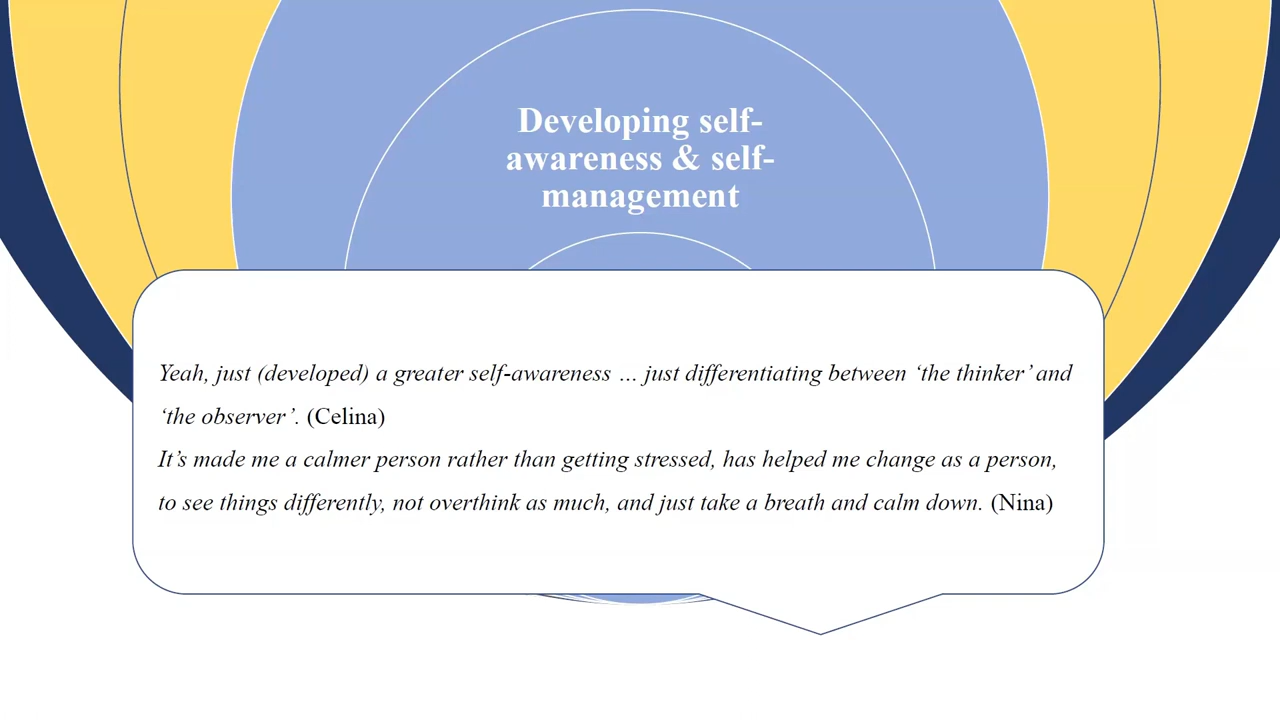 Developing self-
awareness & self-
management
Yeah, just (developed) a greater self-awareness … just differentiating between ‘the thinker’ and
‘the observer’. (Celina)
It’s made me a calmer person rather than getting stressed, has helped me change as a person,
to see things differently, not overthink as much, and just take a breath and calm down. (Nina)